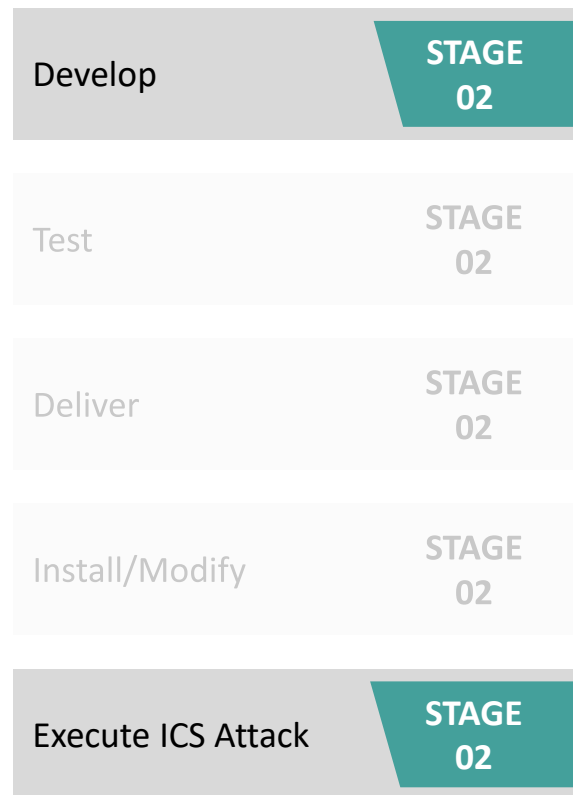 Develop
STAGE
02
Test
STAGE
02
Deliver
STAGE
02
Install/Modify
STAGE
02
Execute ICS Attack
STAGE
02